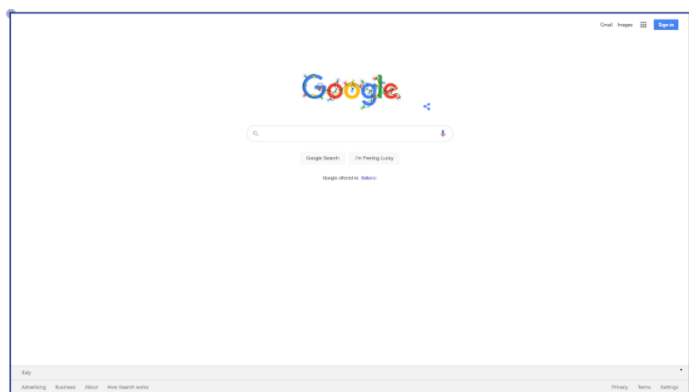 Gmail Images Sign in
Google
Google Search I'm Feeling Lucky
Google offered in: Italiano
Italy
Advertising Business About How Search works Privacy Terms Settings